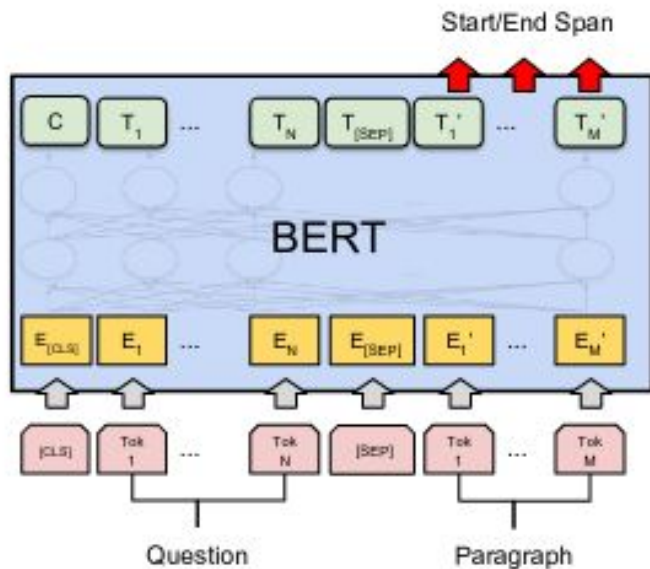 Start/End Span
C T1 ... TN T[SEP] T1' ... TM'
BERT
E[CLS] E1 ... EN E[SEP] E1' ... EM'
[CLS] Tok 1 ... Tok N [SEP] Tok 1 ... Tok M
Question Paragraph